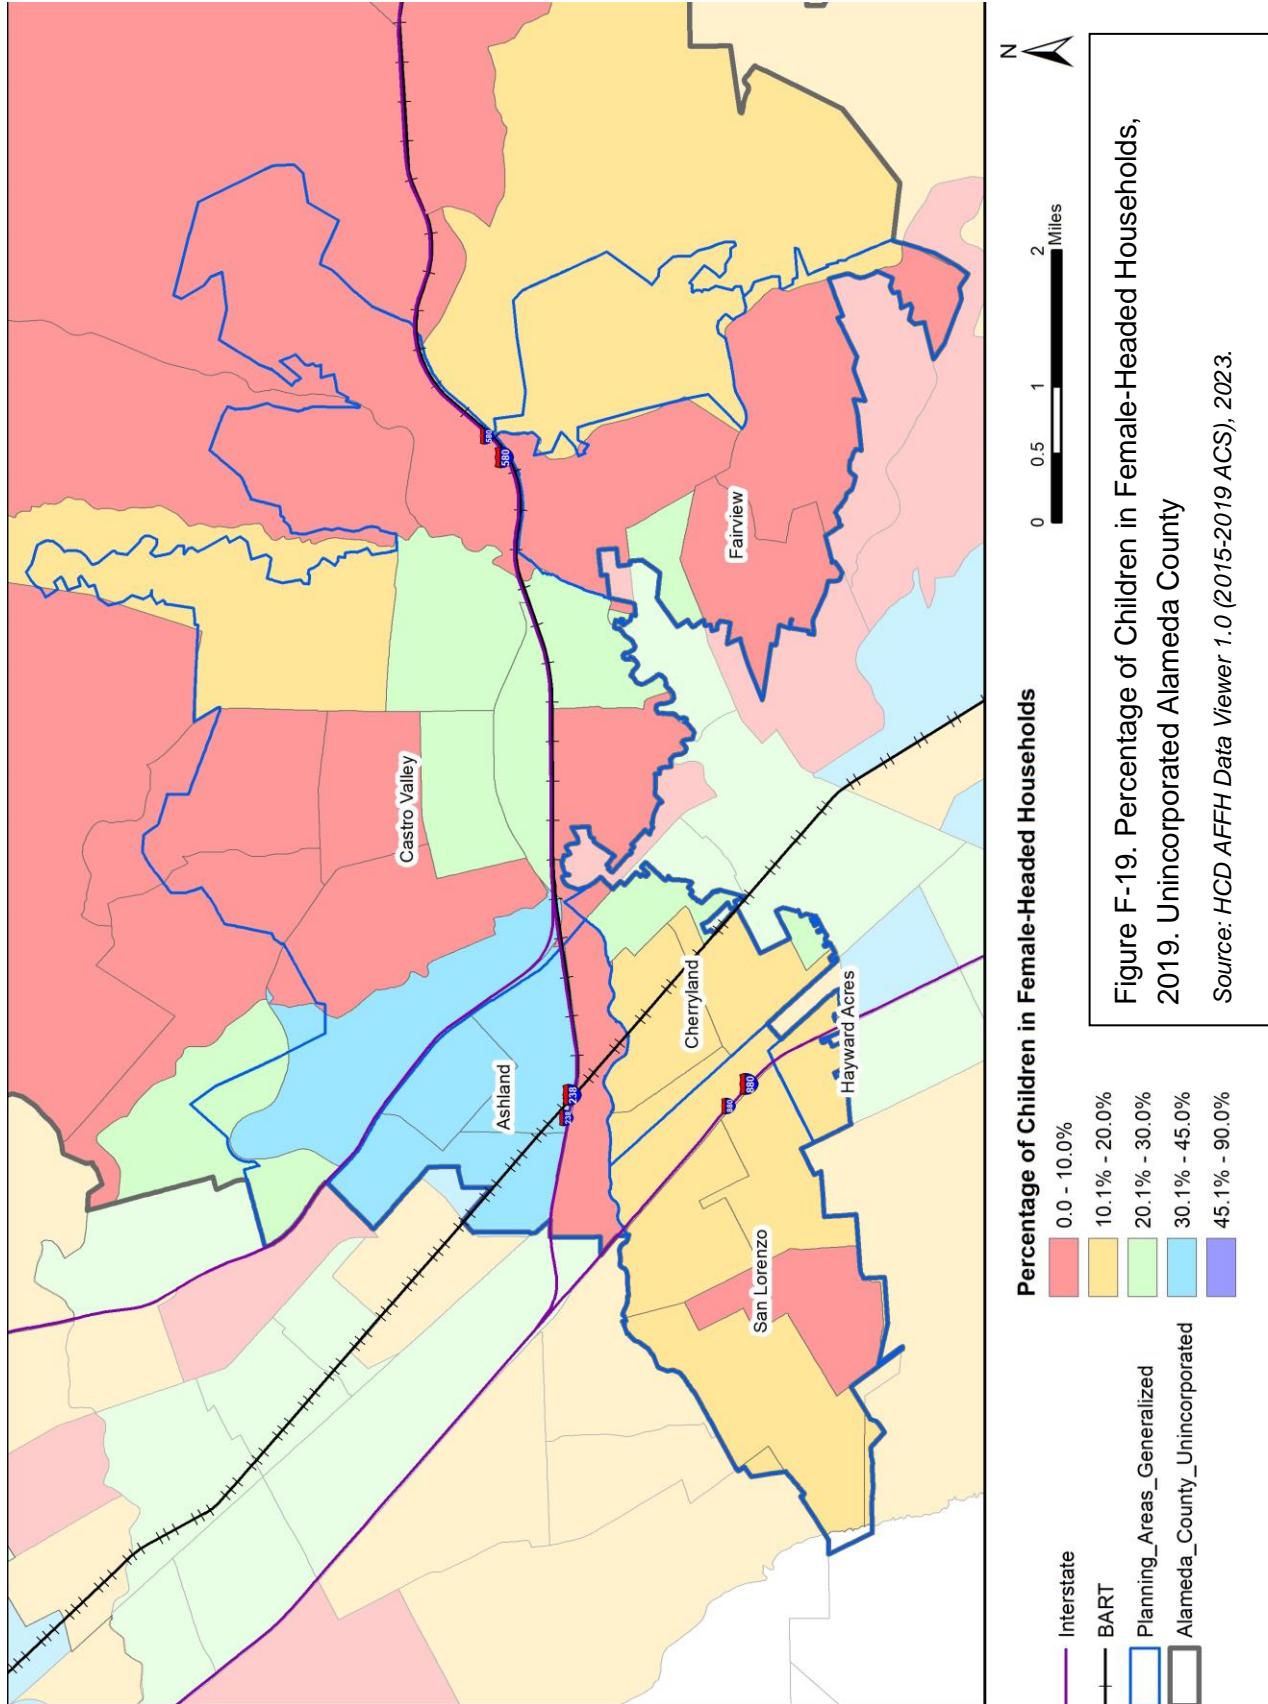 Castro Valley
Ashland
Cherryland
Fairview
Hayward Acres
San Lorenzo
580
580
238
238
880
880
N
0 0.5 1 2
Miles
Interstate
BART
Planning_Areas_Generalized
Alameda_County_Unincorporated
Percentage of Children in Female-Headed Households
0.0 - 10.0%
10.1% - 20.0%
20.1% - 30.0%
30.1% - 45.0%
45.1% - 90.0%
Figure F-19. Percentage of Children in Female-Headed Households,
2019. Unincorporated Alameda County
Source: HCD AFFH Data Viewer 1.0 (2015-2019 ACS), 2023.